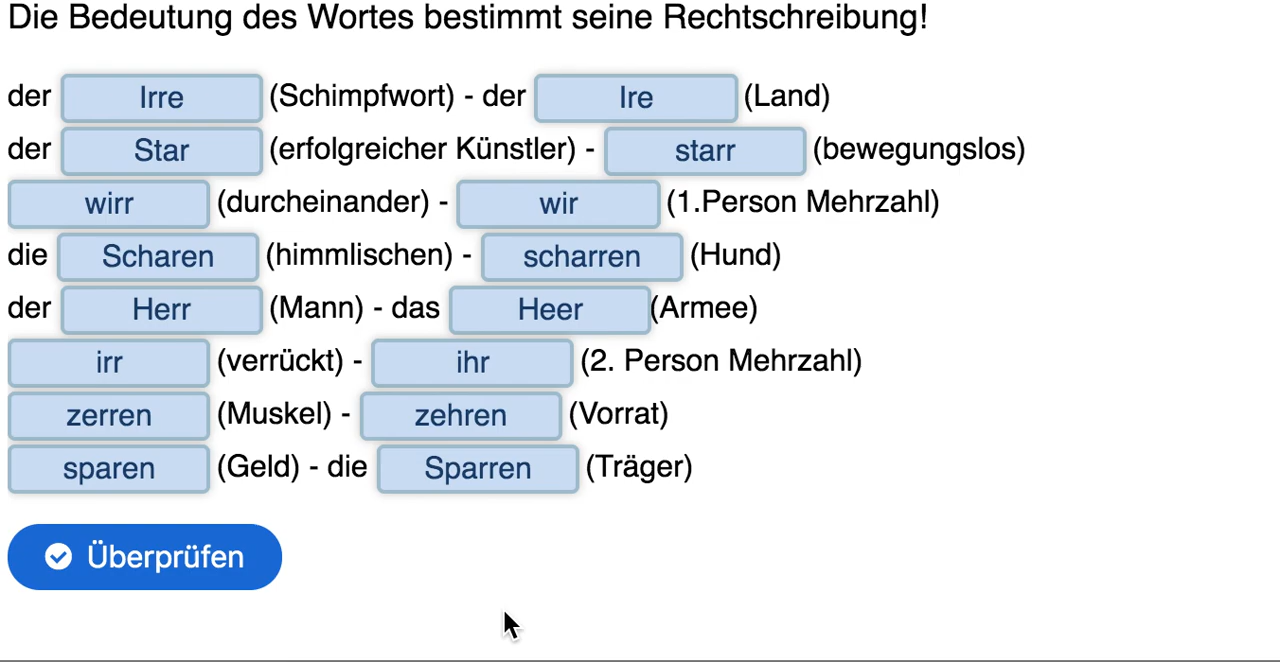 Die Bedeutung des Wortes bestimmt seine Rechtschreibung!
der Irre (Schimpfwort) - der Ire (Land)
der Star (erfolgreicher Künstler) - starr (bewegungslos)
wirr (durcheinander) - wir (1.Person Mehrzahl)
die Scharen (himmlischen) - scharren (Hund)
der Herr (Mann) - das Heer (Armee)
irr (verrückt) - ihr (2. Person Mehrzahl)
zerren (Muskel) - zehren (Vorrat)
sparen (Geld) - die Sparren (Träger)
Überprüfen